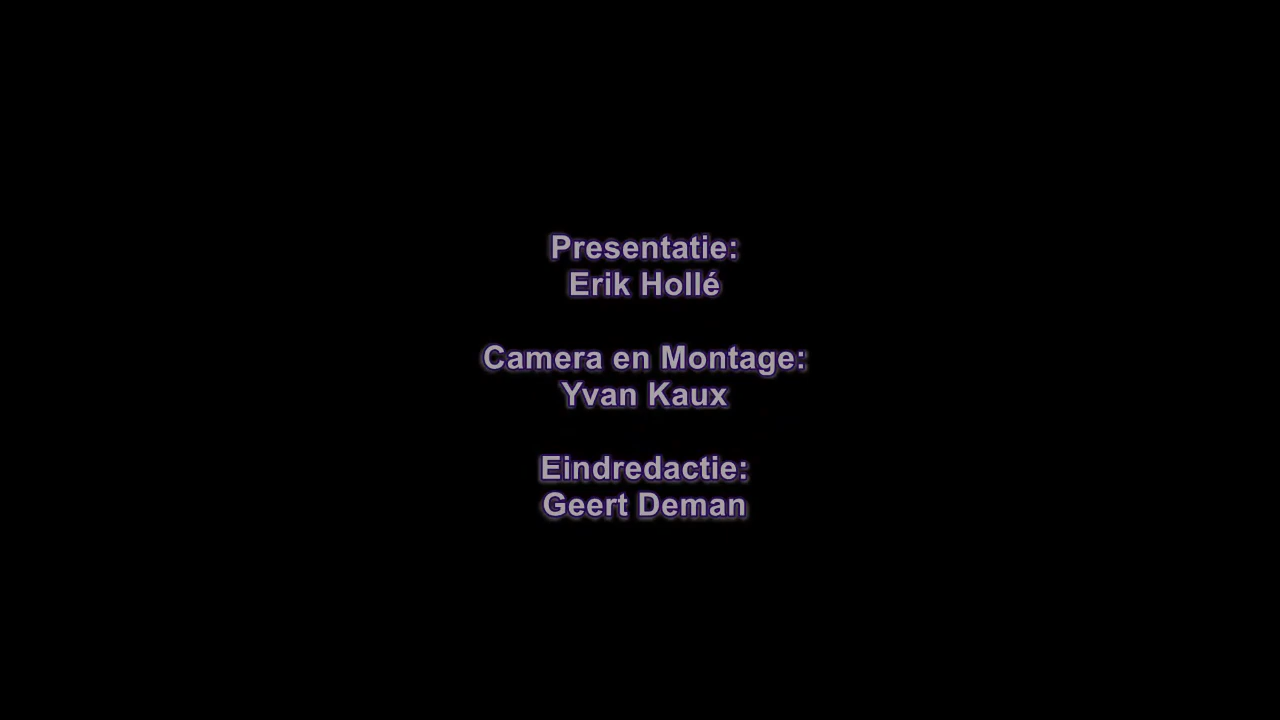 Presentatie:
Erik Hollé
Camera en Montage:
Yvan Kaux
Eindredactie:
Geert Deman